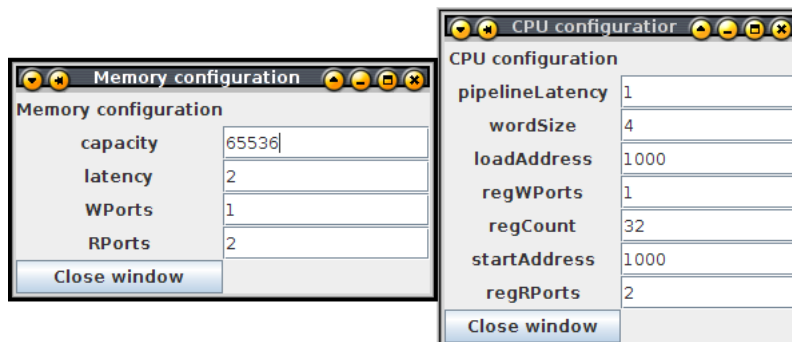 Memory configuration
Memory configuration
capacity 65536
latency 2
WPorts 1
RPorts 2
Close window
CPU configuratior
CPU configuration
pipelineLatency 1
wordSize 4
loadAddress 1000
regWPorts 1
regCount 32
startAddress 1000
regRPorts 2
Close window